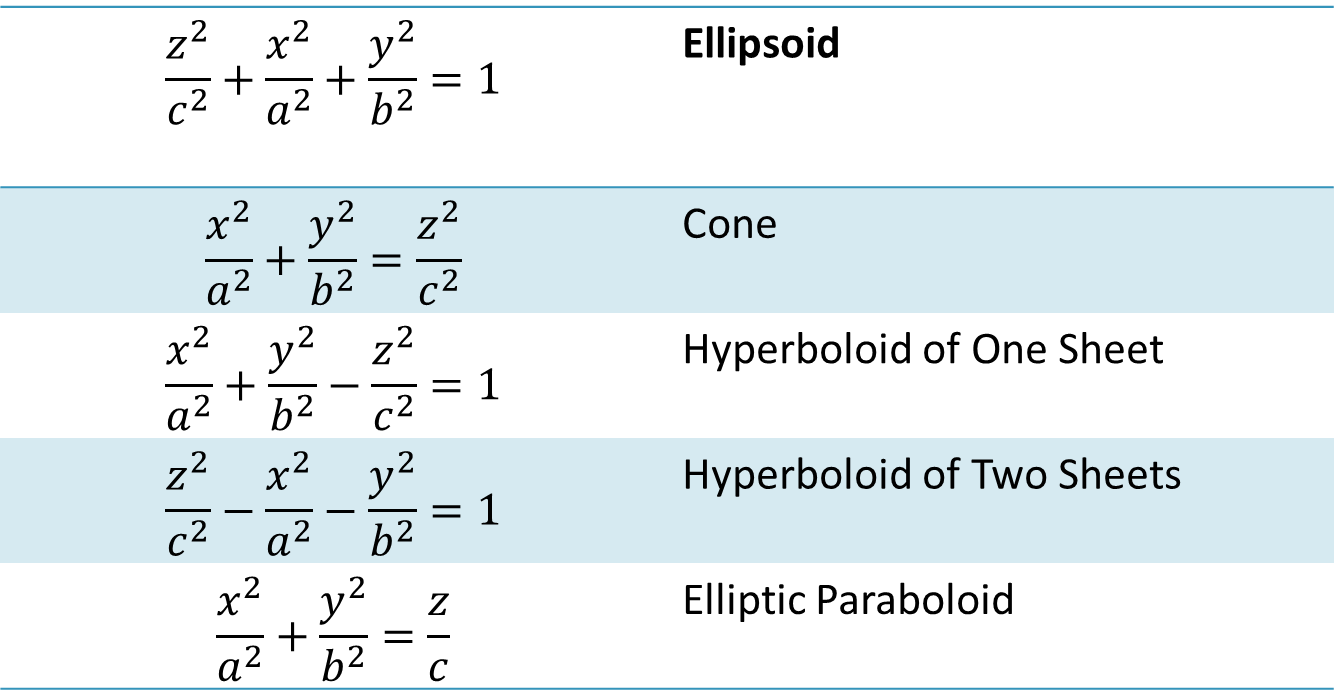 z²/c² + x²/a² + y²/b² = 1 Ellipsoid
x²/a² + y²/b² = z²/c² Cone
x²/a² + y²/b² − z²/c² = 1 Hyperboloid of One Sheet
z²/c² − x²/a² − y²/b² = 1 Hyperboloid of Two Sheets
x²/a² + y²/b² = z/c Elliptic Paraboloid